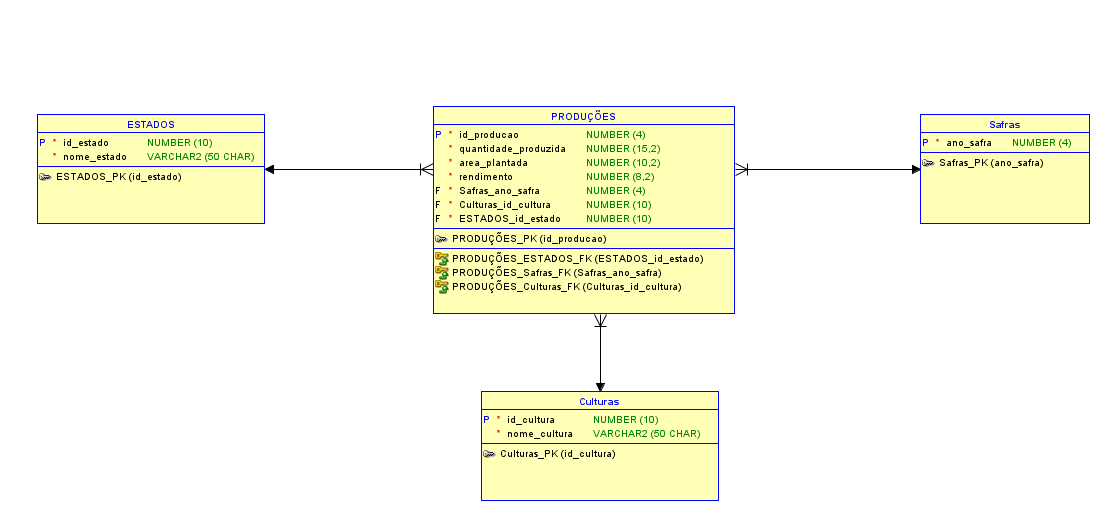 ESTADOS
P * id_estado NUMBER (10)
* nome_estado VARCHAR2 (50 CHAR)
ESTADOS_PK (id_estado)
PRODUÇÕES
P * id_producao NUMBER (4)
* quantidade_produzida NUMBER (15,2)
* area_plantada NUMBER (10,2)
* rendimento NUMBER (8,2)
F * Safras_ano_safra NUMBER (4)
F * Culturas_id_cultura NUMBER (10)
F * ESTADOS_id_estado NUMBER (10)
PRODUÇÕES_PK (id_producao)
PRODUÇÕES_ESTADOS_FK (ESTADOS_id_estado)
PRODUÇÕES_Safras_FK (Safras_ano_safra)
PRODUÇÕES_Culturas_FK (Culturas_id_cultura)
Safras
P * ano_safra NUMBER (4)
Safras_PK (ano_safra)
Culturas
P * id_cultura NUMBER (10)
* nome_cultura VARCHAR2 (50 CHAR)
Culturas_PK (id_cultura)